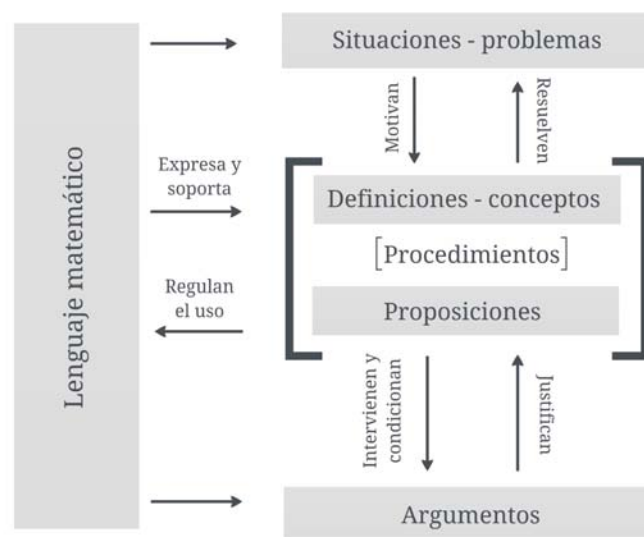 Situaciones - problemas
Motivan
Resuelven
Lenguaje matemático
Expresa y
soporta
Definiciones - conceptos
[Procedimientos]
Regulan
el uso
Proposiciones
Intervienen y
condicionan
Justifican
Argumentos